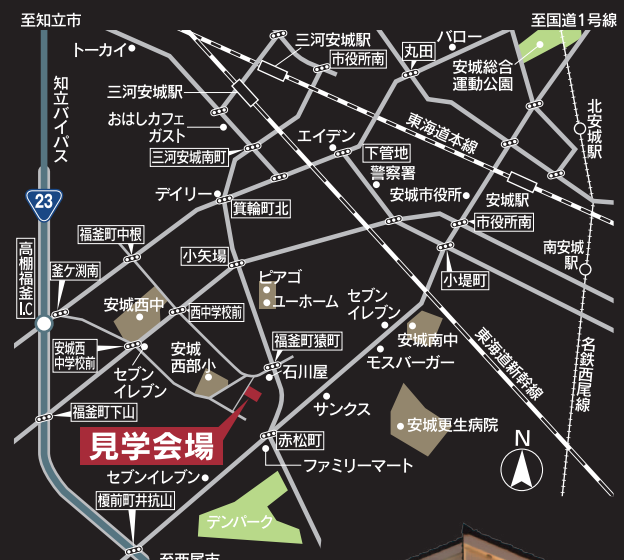 至知立市
至国道1号線
トーカイ
三河安城駅
市役所南
丸田
バロー
安城総合
運動公園
知立バイパス
三河安城駅
おはしカフェ
ガスト
エイデン
東海道本線
北安城駅
三河安城南町
下管地
警察署
デイリー
安城市役所
安城駅
23
箕輪町北
市役所南
福釜町中根
高棚福釜I.C
釜ケ渕南
小矢場
小堤町
南安城
駅
ピアゴ
ユーホーム
安城西中
西中学校前
セブン
イレブン
安城南中
福釜町猿町
安城西
中学校前
安城
西部小
石川屋
モスバーガー
東海道新幹線
名鉄西尾線
セブン
イレブン
サンクス
福釜町下山
安城更生病院
見学会場
赤松町
N
ファミリーマート
セブンイレブン
榎前町井抗山
デンパーク
至西尾市